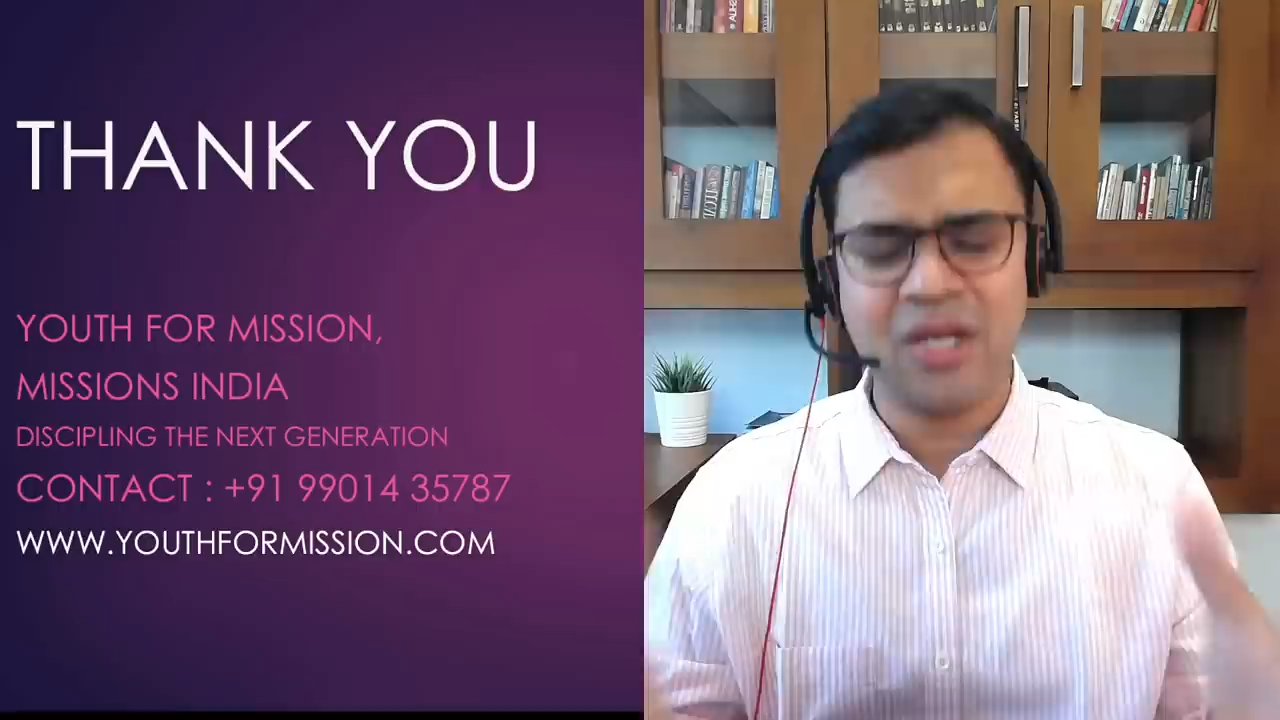 THANK YOU
YOUTH FOR MISSION,
MISSIONS INDIA
DISCIPLING THE NEXT GENERATION
CONTACT : +91 99014 35787
WWW.YOUTHFORMISSION.COM